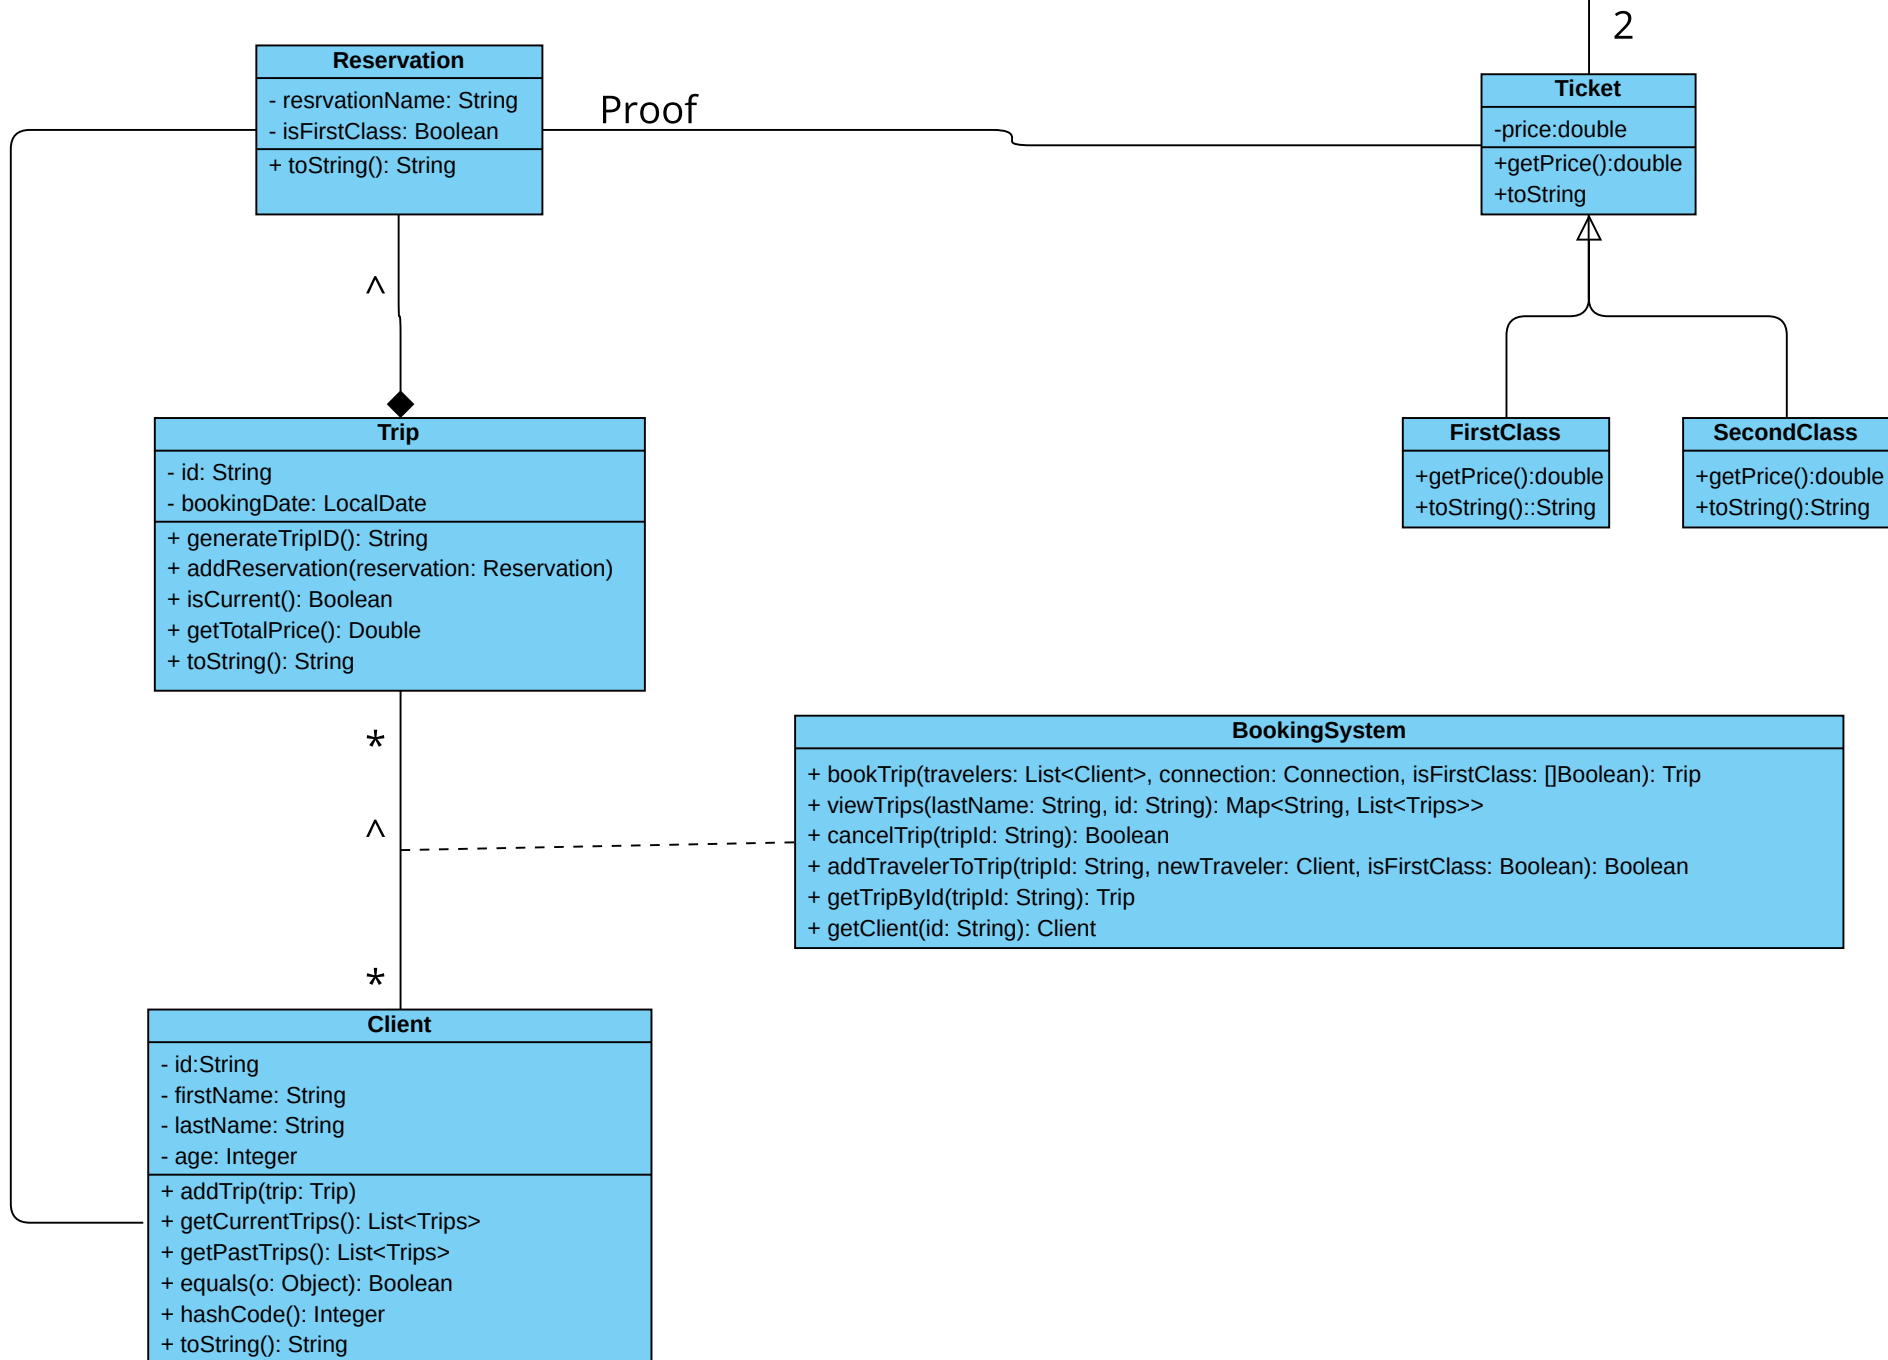 2
Reservation
- resrvationName: String
- isFirstClass: Boolean
+ toString(): String
Proof
Ticket
-price:double
+getPrice():double
+toString
^
Trip
- id: String
- bookingDate: LocalDate
+ generateTripID(): String
+ addReservation(reservation: Reservation)
+ isCurrent(): Boolean
+ getTotalPrice(): Double
+ toString(): String
FirstClass
+getPrice():double
+toString()::String
SecondClass
+getPrice():double
+toString():String
*
^
*
BookingSystem
+ bookTrip(travelers: List<Client>, connection: Connection, isFirstClass: []Boolean): Trip
+ viewTrips(lastName: String, id: String): Map<String, List<Trips>>
+ cancelTrip(tripId: String): Boolean
+ addTravelerToTrip(tripId: String, newTraveler: Client, isFirstClass: Boolean): Boolean
+ getTripById(tripId: String): Trip
+ getClient(id: String): Client
Client
- id:String
- firstName: String
- lastName: String
- age: Integer
+ addTrip(trip: Trip)
+ getCurrentTrips(): List<Trips>
+ getPastTrips(): List<Trips>
+ equals(o: Object): Boolean
+ hashCode(): Integer
+ toString(): String